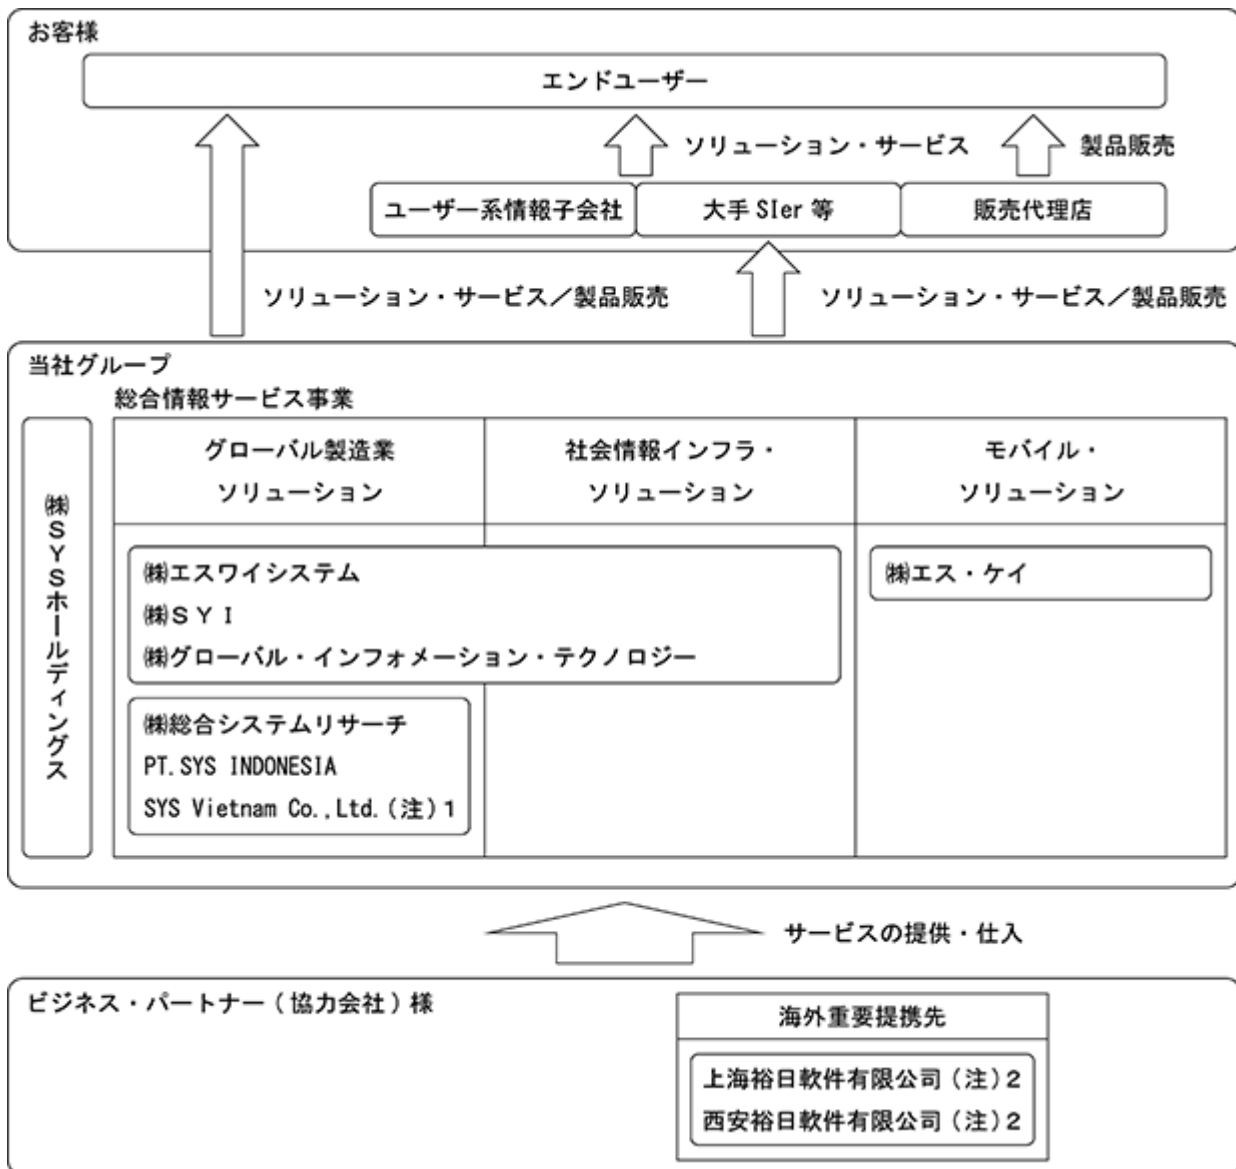 お客様
エンドユーザー
ソリューション・サービス
製品販売
ユーザー系情報子会社
大手SIer等
販売代理店
ソリューション・サービス／製品販売
ソリューション・サービス／製品販売
当社グループ
総合情報サービス事業
㈱ＳＹＳホールディングス
グローバル製造業
ソリューション
社会情報インフラ・
ソリューション
モバイル・
ソリューション
㈱エスワイシステム
㈱ＳＹＩ
㈱グローバル・インフォメーション・テクノロジー
㈱エス・ケイ
㈱総合システムリサーチ
PT.SYS INDONESIA
SYS Vietnam Co.,Ltd.(注)１
サービスの提供・仕入
ビジネス・パートナー(協力会社)様
海外重要提携先
上海裕日軟件有限公司(注)２
西安裕日軟件有限公司(注)２